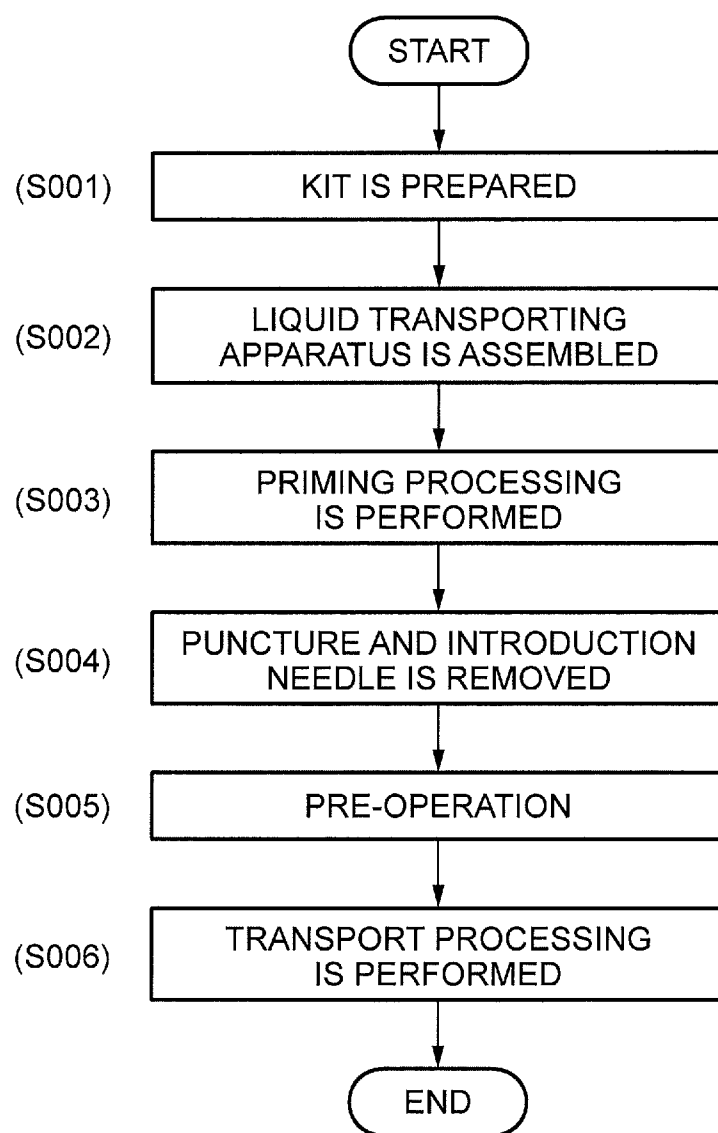 START
(S001)
KIT IS PREPARED
(S002)
LIQUID TRANSPORTING
APPARATUS IS ASSEMBLED
(S003)
PRIMING PROCESSING
IS PERFORMED
(S004)
PUNCTURE AND INTRODUCTION
NEEDLE IS REMOVED
(S005)
PRE-OPERATION
(S006)
TRANSPORT PROCESSING
IS PERFORMED
END